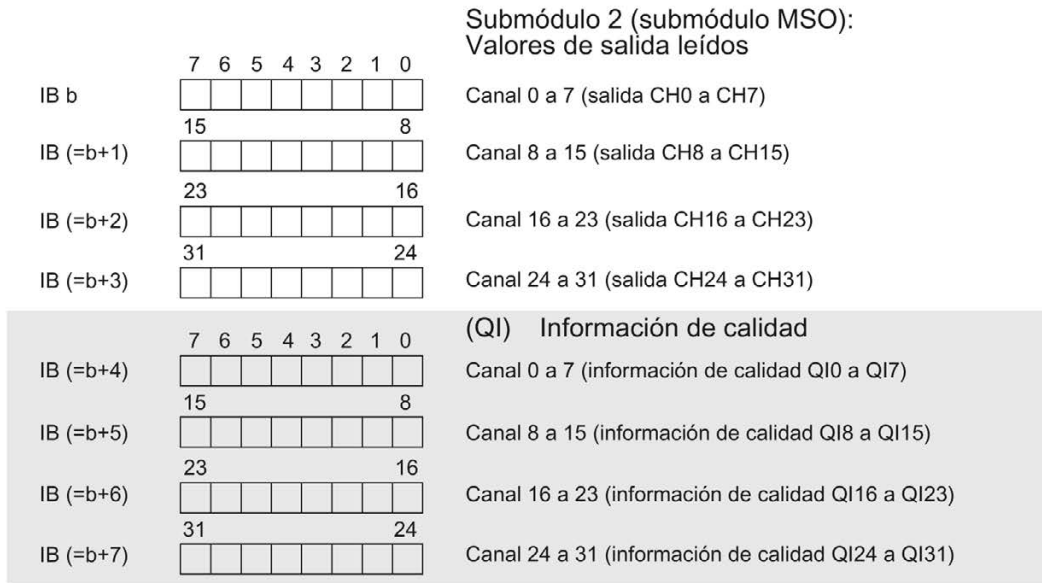 Submódulo 2 (submódulo MSO):
Valores de salida leídos
7 6 5 4 3 2 1 0
IB b Canal 0 a 7 (salida CH0 a CH7)
15 8
IB (=b+1) Canal 8 a 15 (salida CH8 a CH15)
23 16
IB (=b+2) Canal 16 a 23 (salida CH16 a CH23)
31 24
IB (=b+3) Canal 24 a 31 (salida CH24 a CH31)
(QI) Información de calidad
7 6 5 4 3 2 1 0
IB (=b+4) Canal 0 a 7 (información de calidad QI0 a QI7)
15 8
IB (=b+5) Canal 8 a 15 (información de calidad QI8 a QI15)
23 16
IB (=b+6) Canal 16 a 23 (información de calidad QI16 a QI23)
31 24
IB (=b+7) Canal 24 a 31 (información de calidad QI24 a QI31)